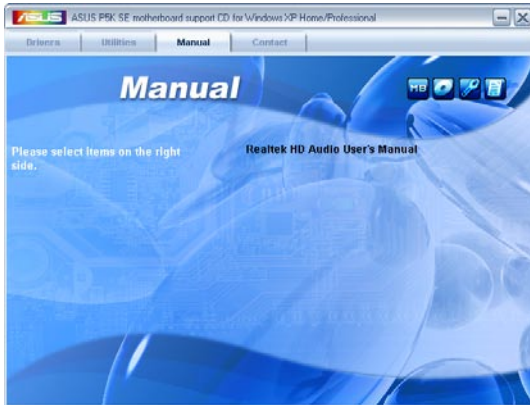 ASUS ASUS P5K SE motherboard support CD for Windows XP Home/Professional
Drivers Utilities Manual Contact
Manual
MB
Please select items on the right
side.
Realtek HD Audio User's Manual